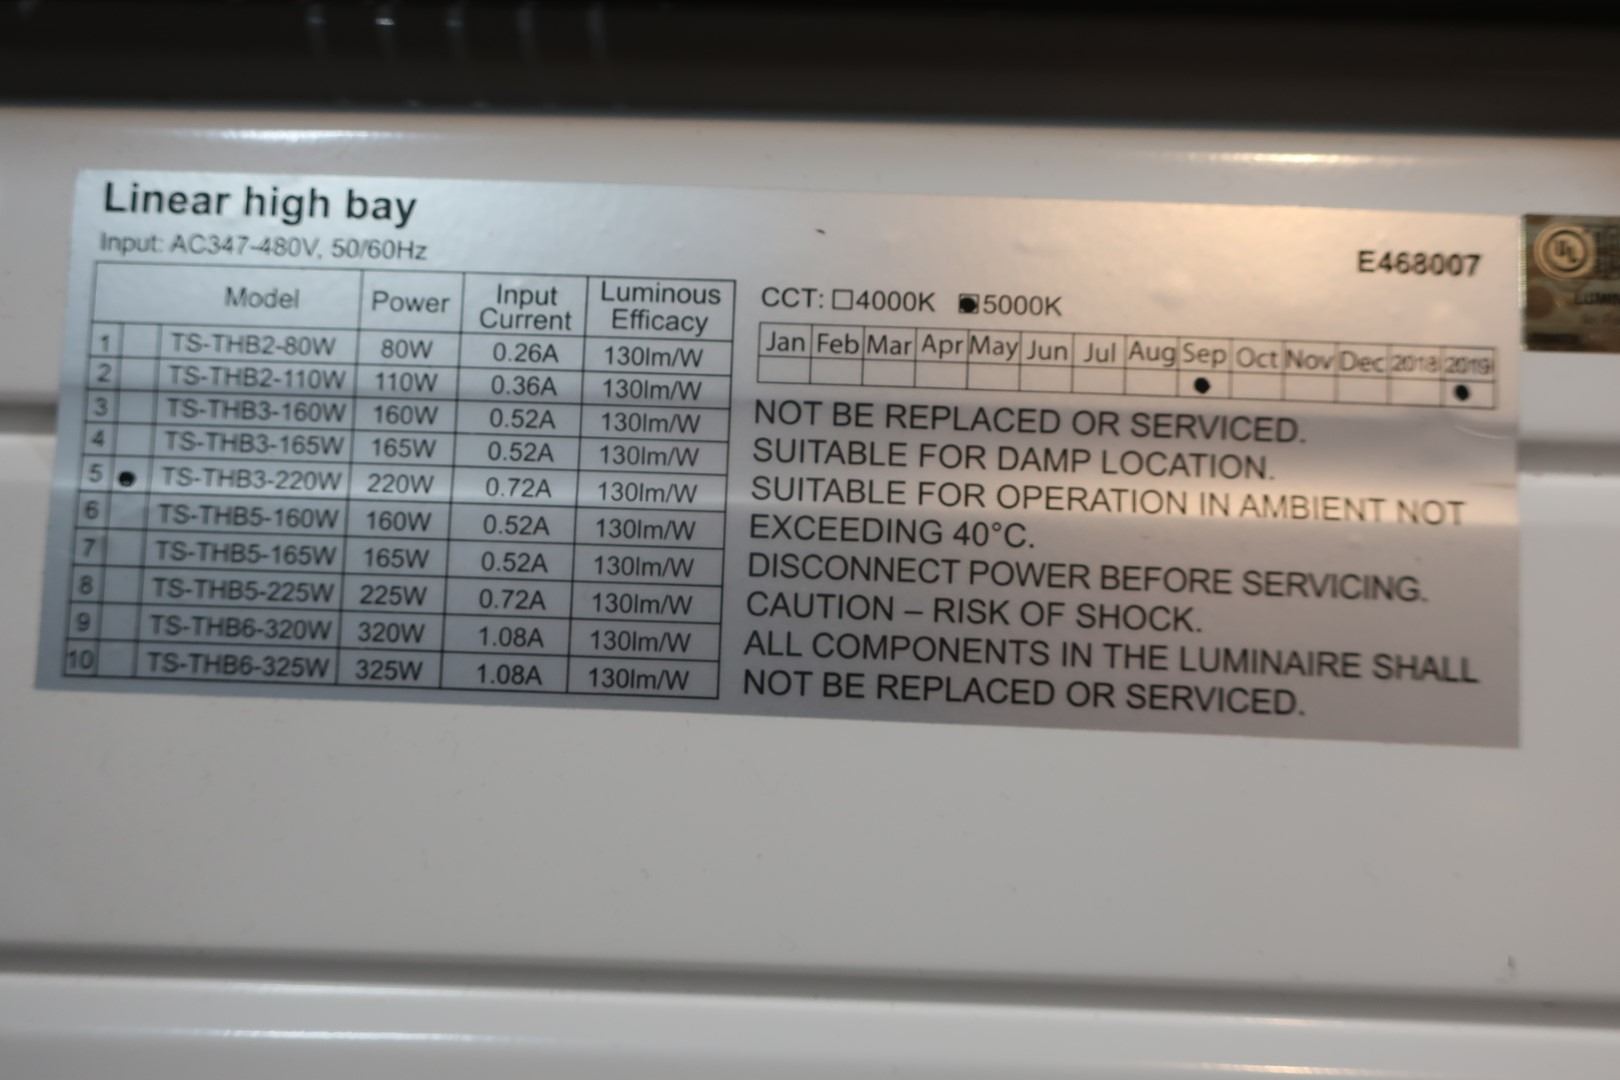 Linear high bay
Input: AC347-480V, 50/60Hz
E468007
Model Power Input Current Luminous Efficacy
1 TS-THB2-80W 80W 0.26A 130lm/W
2 TS-THB2-110W 110W 0.36A 130lm/W
3 TS-THB3-160W 160W 0.52A 130lm/W
4 TS-THB3-165W 165W 0.52A 130lm/W
5 ● TS-THB3-220W 220W 0.72A 130lm/W
6 TS-THB5-160W 160W 0.52A 130lm/W
7 TS-THB5-165W 165W 0.52A 130lm/W
8 TS-THB5-225W 225W 0.72A 130lm/W
9 TS-THB6-320W 320W 1.08A 130lm/W
10 TS-THB6-325W 325W 1.08A 130lm/W
CCT: □4000K ■5000K
Jan Feb Mar Apr May Jun Jul Aug Sep Oct Nov Dec 2018 2019
NOT BE REPLACED OR SERVICED.
SUITABLE FOR DAMP LOCATION.
SUITABLE FOR OPERATION IN AMBIENT NOT
EXCEEDING 40°C.
DISCONNECT POWER BEFORE SERVICING.
CAUTION – RISK OF SHOCK.
ALL COMPONENTS IN THE LUMINAIRE SHALL
NOT BE REPLACED OR SERVICED.
UL